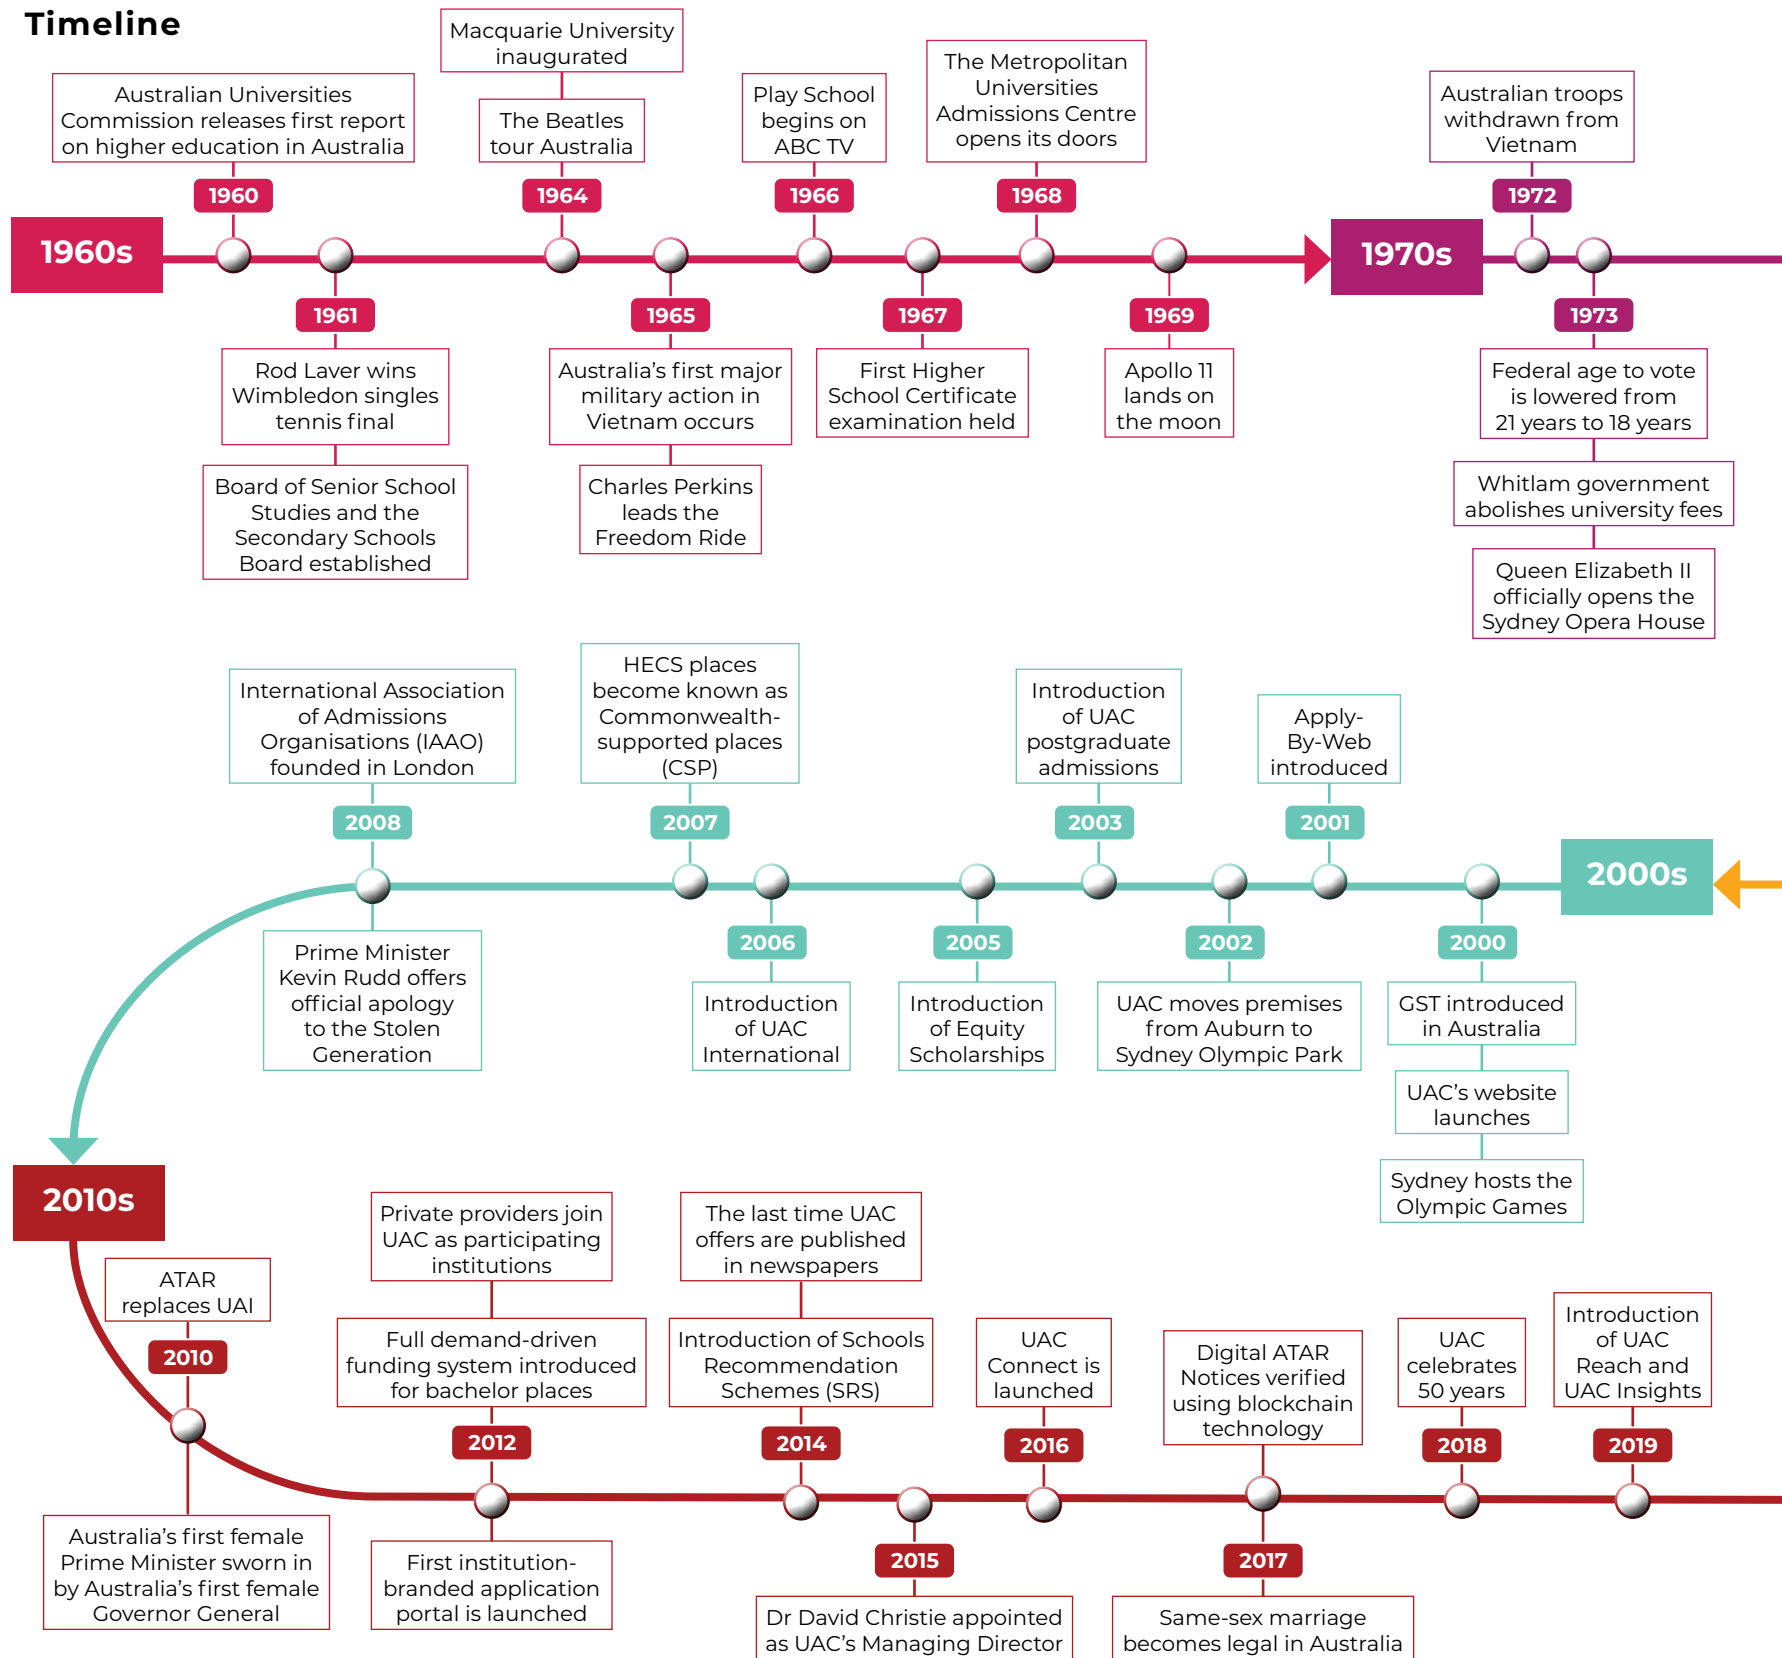 Timeline
1960s
Australian Universities
Commission releases first report
on higher education in Australia
1960
1961
Rod Laver wins
Wimbledon singles
tennis final
Board of Senior School
Studies and the
Secondary Schools
Board established
Macquarie University
inaugurated
The Beatles
tour Australia
1964
1965
Australia's first major
military action in
Vietnam occurs
Charles Perkins
leads the
Freedom Ride
Play School
begins on
ABC TV
1966
1967
First Higher
School Certificate
examination held
The Metropolitan
Universities
Admissions Centre
opens its doors
1968
1969
Apollo 11
lands on
the moon
1970s
Australian troops
withdrawn from
Vietnam
1972
1973
Federal age to vote
is lowered from
21 years to 18 years
Whitlam government
abolishes university fees
Queen Elizabeth II
officially opens the
Sydney Opera House
2000s
2000
GST introduced
in Australia
UAC's website
launches
Sydney hosts the
Olympic Games
Apply-
By-Web
introduced
2001
2002
UAC moves premises
from Auburn to
Sydney Olympic Park
Introduction
of UAC
postgraduate
admissions
2003
2005
Introduction
of Equity
Scholarships
2006
Introduction
of UAC
International
HECS places
become known as
Commonwealth-
supported places
(CSP)
2007
International Association
of Admissions
Organisations (IAAO)
founded in London
2008
Prime Minister
Kevin Rudd offers
official apology
to the Stolen
Generation
2010s
ATAR
replaces UAI
2010
Australia's first female
Prime Minister sworn in
by Australia's first female
Governor General
Private providers join
UAC as participating
institutions
Full demand-driven
funding system introduced
for bachelor places
2012
First institution-
branded application
portal is launched
The last time UAC
offers are published
in newspapers
Introduction of Schools
Recommendation
Schemes (SRS)
2014
2015
Dr David Christie appointed
as UAC's Managing Director
UAC
Connect is
launched
2016
Digital ATAR
Notices verified
using blockchain
technology
2017
Same-sex marriage
becomes legal in Australia
UAC
celebrates
50 years
2018
Introduction
of UAC
Reach and
UAC Insights
2019